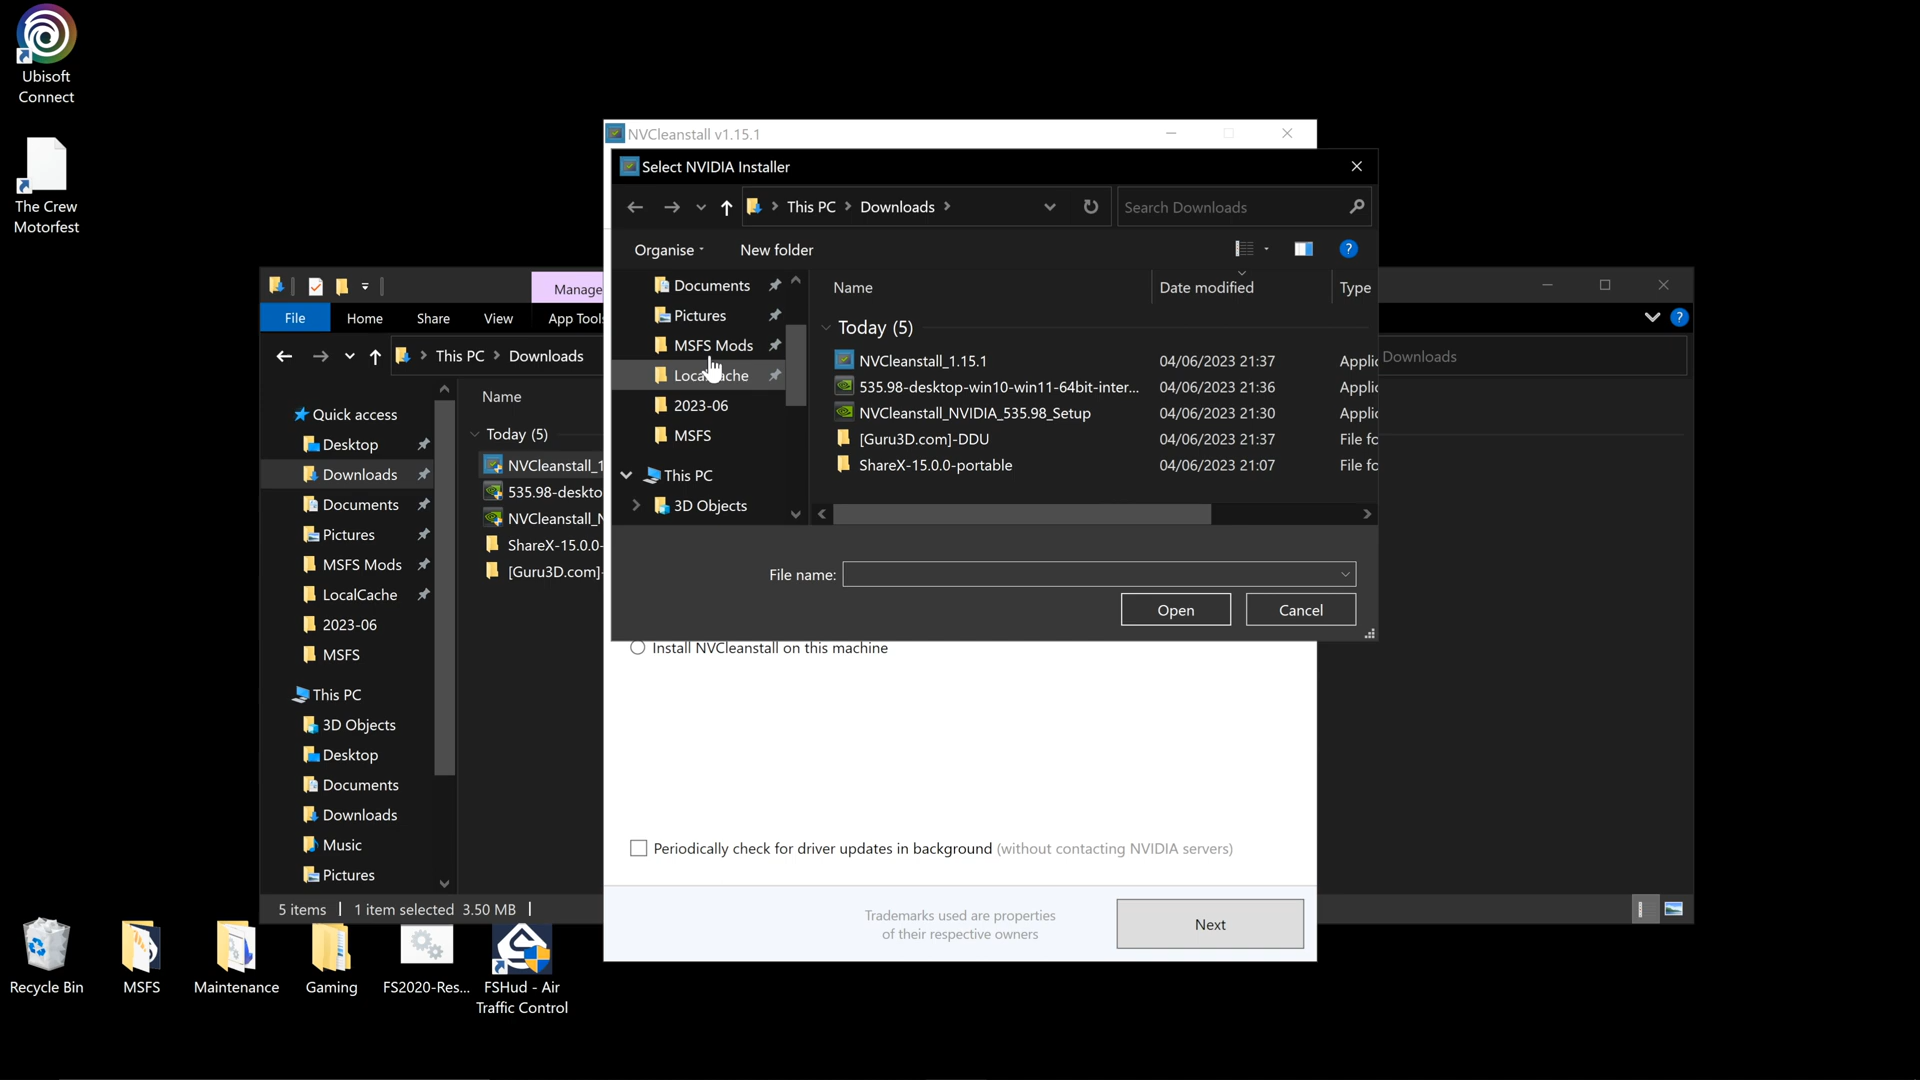 Ubisoft
Connect
The Crew
Motorfest
NVCleanstall v1.15.1
Select NVIDIA Installer
This PC
Downloads
Search Downloads
Organise
New folder
Documents
Pictures
MSFS Mods
2023-06
MSFS
This PC
3D Objects
Name
Date modified
Type
Today (5)
NVCleanstall_1.15.1
04/06/2023 21:37
Applic
535.98-desktop-win10-win11-64bit-inter...
04/06/2023 21:36
Applic
NVCleanstall_NVIDIA_535.98_Setup
04/06/2023 21:30
Applic
[Guru3D.com]-DDU
04/06/2023 21:37
File fo
ShareX-15.0.0-portable
04/06/2023 21:07
File fo
File name:
Open
Cancel
Manage
File
Home
Share
View
App Tools
This PC
Downloads
Downloads
Quick access
Desktop
Downloads
Documents
Pictures
MSFS Mods
LocalCache
2023-06
MSFS
This PC
3D Objects
Desktop
Documents
Downloads
Music
Pictures
Name
Today (5)
NVCleanstall_1
535.98-deskto
NVCleanstall_N
ShareX-15.0.0-
[Guru3D.com]-
5 items
1 item selected 3.50 MB
Install NVCleanstall on this machine
Periodically check for driver updates in background (without contacting NVIDIA servers)
Trademarks used are properties
of their respective owners
Next
Recycle Bin
MSFS
Maintenance
Gaming
FS2020-Res...
FSHud - Air
Traffic Control